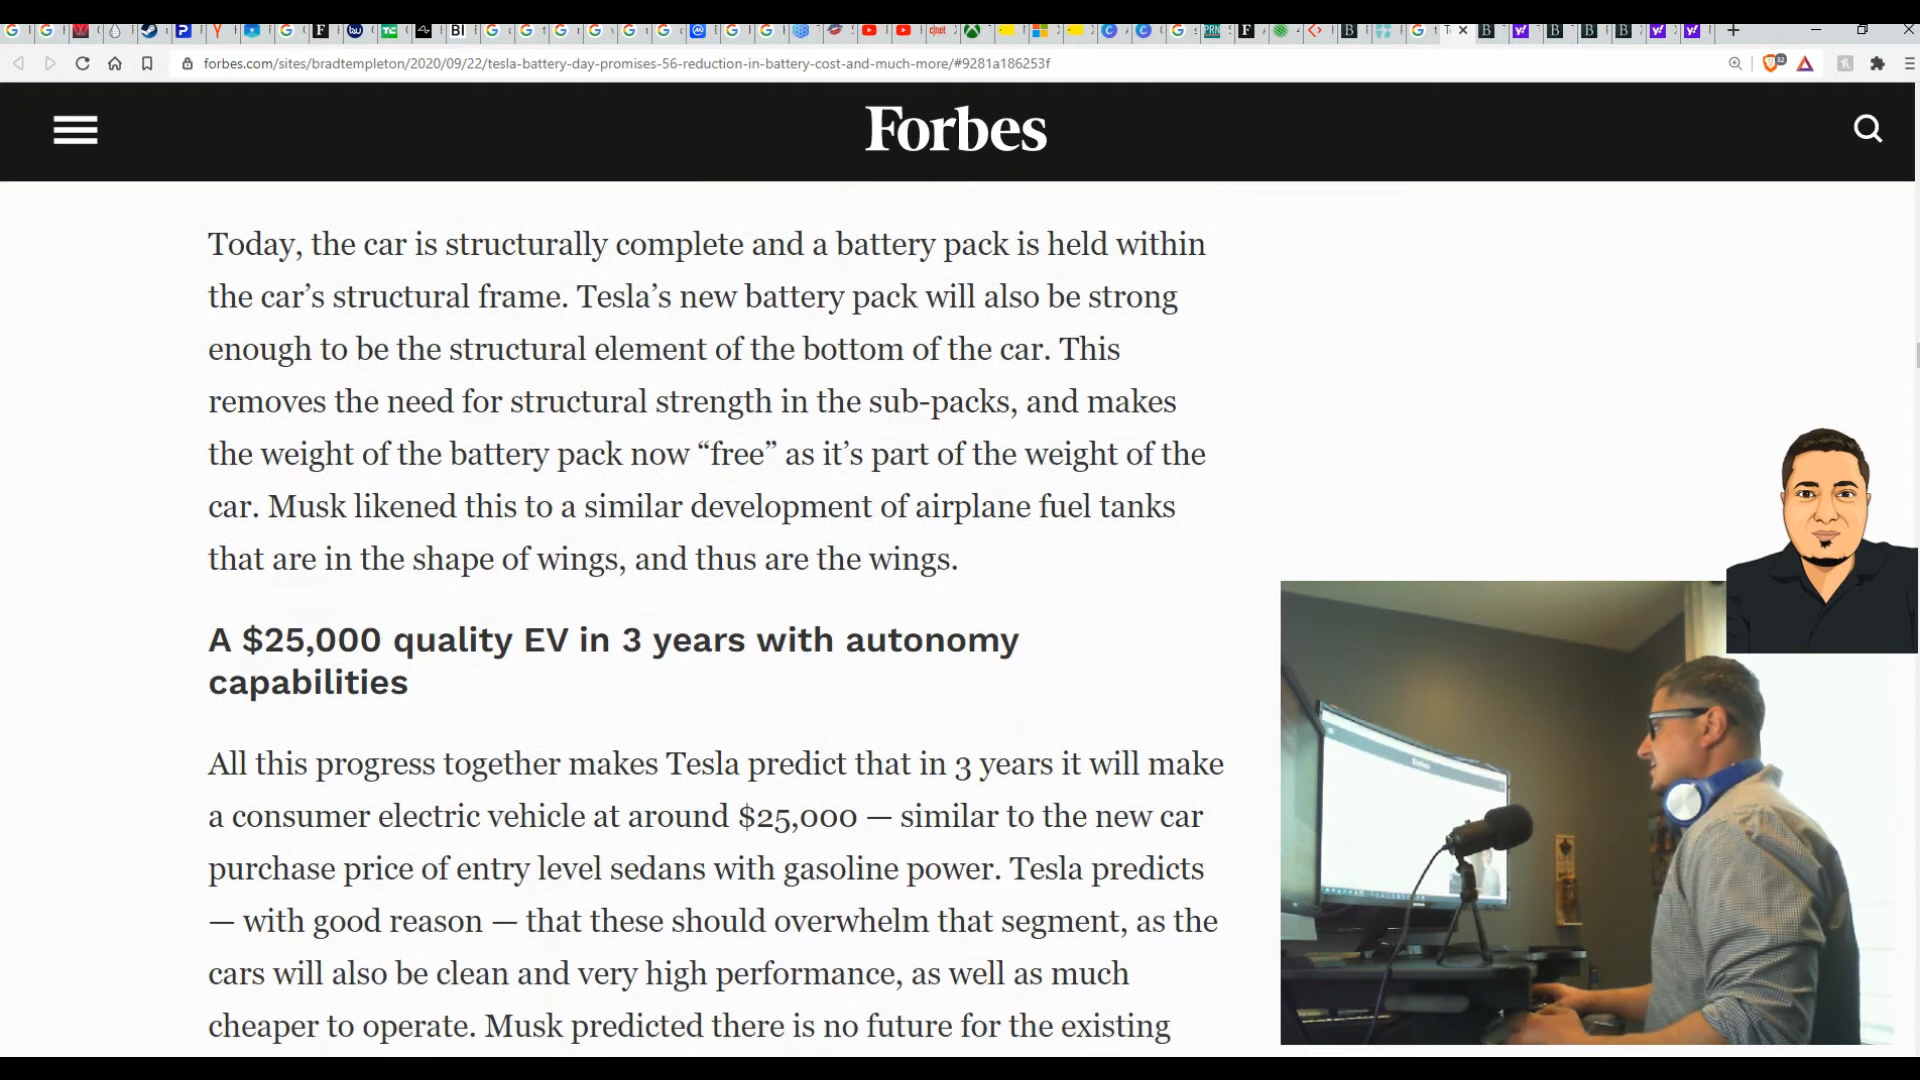 forbes.com/sites/bradtempleton/2020/09/22/tesla-battery-day-promises-56-reduction-in-battery-cost-and-much-more/#9281a186253f
Forbes
Today, the car is structurally complete and a battery pack is held within
the car’s structural frame. Tesla’s new battery pack will also be strong
enough to be the structural element of the bottom of the car. This
removes the need for structural strength in the sub-packs, and makes
the weight of the battery pack now “free” as it’s part of the weight of the
car. Musk likened this to a similar development of airplane fuel tanks
that are in the shape of wings, and thus are the wings.
A $25,000 quality EV in 3 years with autonomy
capabilities
All this progress together makes Tesla predict that in 3 years it will make
a consumer electric vehicle at around $25,000 — similar to the new car
purchase price of entry level sedans with gasoline power. Tesla predicts
— with good reason — that these should overwhelm that segment, as the
cars will also be clean and very high performance, as well as much
cheaper to operate. Musk predicted there is no future for the existing